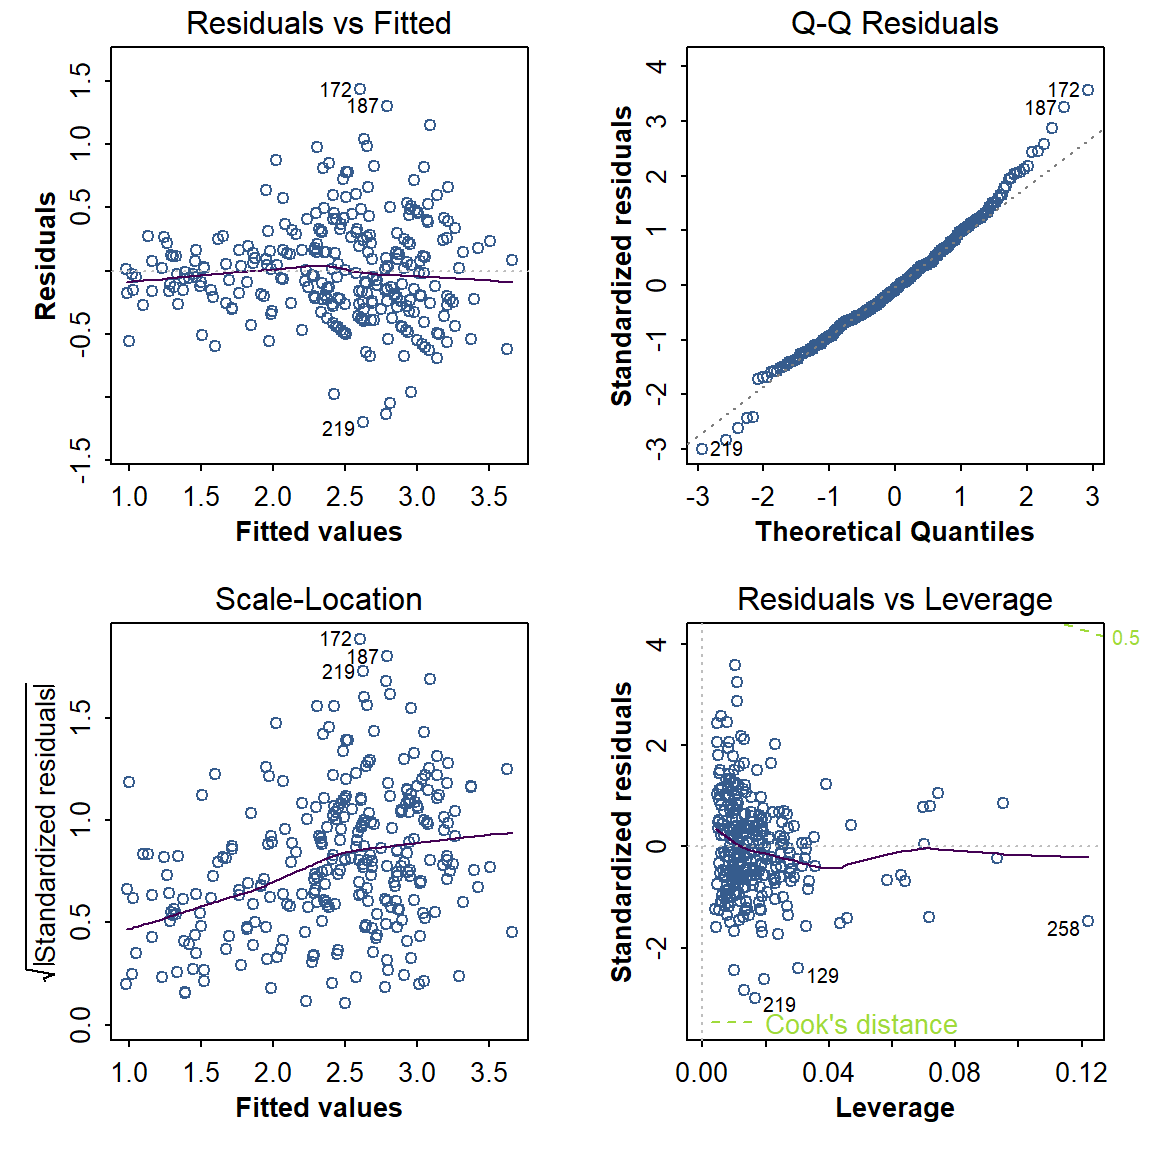 Residuals vs Fitted
Residuals
1.5
1.0
0.5
-0.5
-1.5
172
187
219
1.0 1.5 2.0 2.5 3.0 3.5
Fitted values
Q-Q Residuals
Standardized residuals
4
3
2
1
0
-1
-2
-3
172
187
219
-3 -2 -1 0 1 2 3
Theoretical Quantiles
Scale-Location
√|Standardized residuals|
1.5
1.0
0.5
0.0
172
187
219
1.0 1.5 2.0 2.5 3.0 3.5
Fitted values
Residuals vs Leverage
Standardized residuals
4
2
0
-2
0.5
258
129
219
Cook's distance
0.00 0.04 0.08 0.12
Leverage